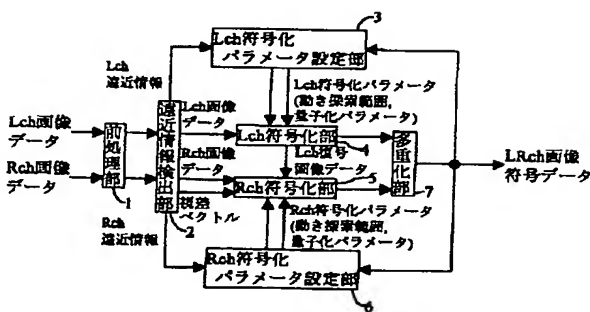 3
Lch符号化
パラメータ設定部
Lch
遠近情報
Lch符号化パラメータ
(動き探索範囲,
量子化パラメータ)
Lch画像
データ
Lch画像
データ
前処理部
遠近情報検出部
Lch符号化部
4
多重化部
Rch画像
データ
Rch画像
データ
Lch復号
画像データ
5
Rch符号化部
7
LRch画像
符号データ
1
2
視差
ベクトル
Rch
遠近情報
Rch符号化パラメータ
(動き探索範囲,
量子化パラメータ)
Rch符号化
パラメータ設定部
6